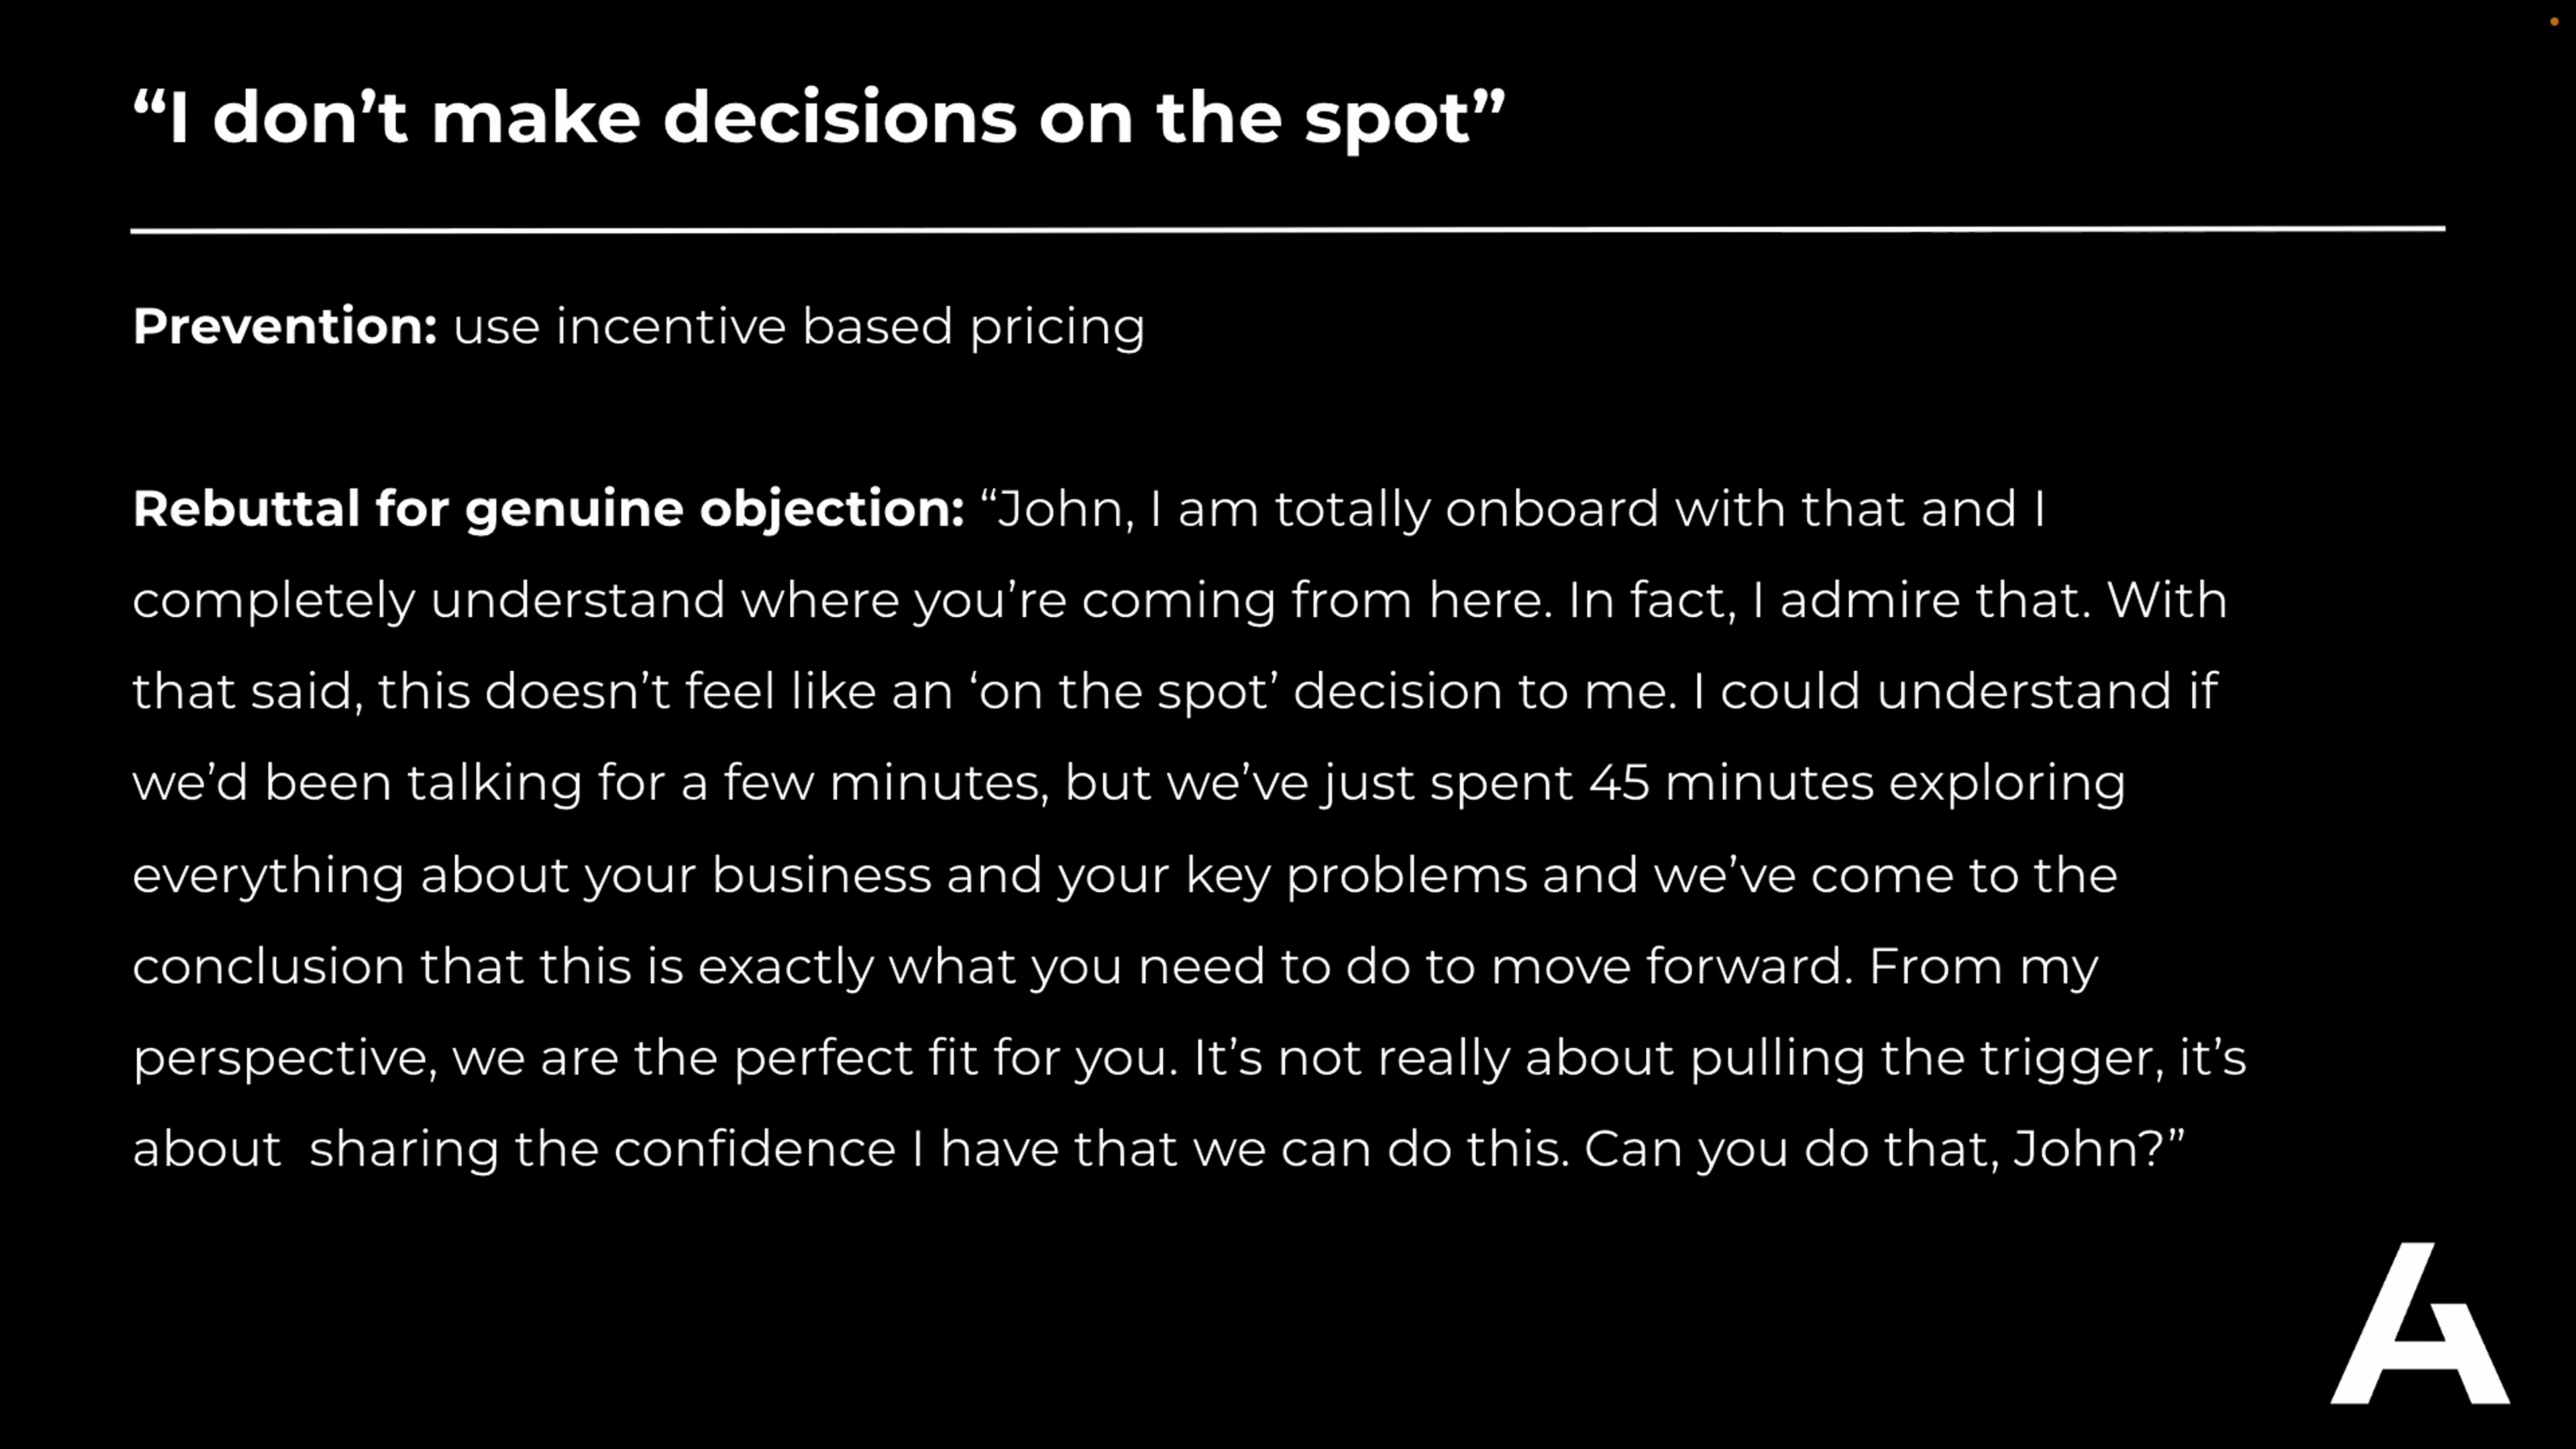 “I don’t make decisions on the spot”
Prevention: use incentive based pricing
Rebuttal for genuine objection: “John, I am totally onboard with that and I
completely understand where you’re coming from here. In fact, I admire that. With
that said, this doesn’t feel like an ‘on the spot’ decision to me. I could understand if
we’d been talking for a few minutes, but we’ve just spent 45 minutes exploring
everything about your business and your key problems and we’ve come to the
conclusion that this is exactly what you need to do to move forward. From my
perspective, we are the perfect fit for you. It’s not really about pulling the trigger, it’s
about  sharing the confidence I have that we can do this. Can you do that, John?”